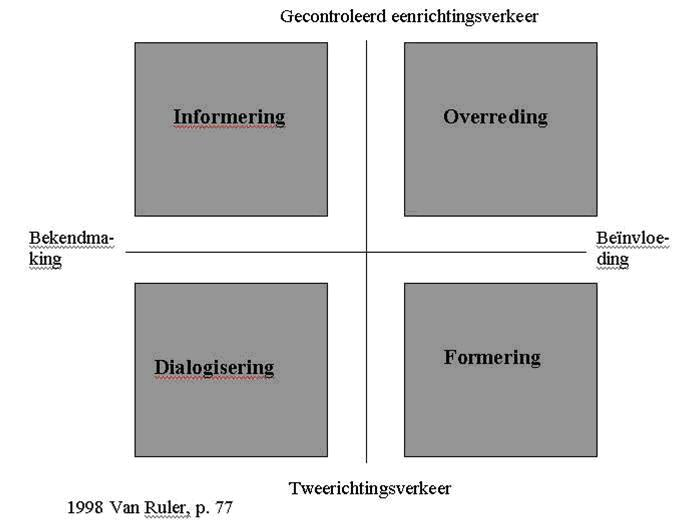 Gecontroleerd eenrichtingsverkeer
Informering
Overreding
Bekendma-
king
Beïnvloe-
ding
Dialogisering
Formering
Tweerichtingsverkeer
1998 Van Ruler, p. 77